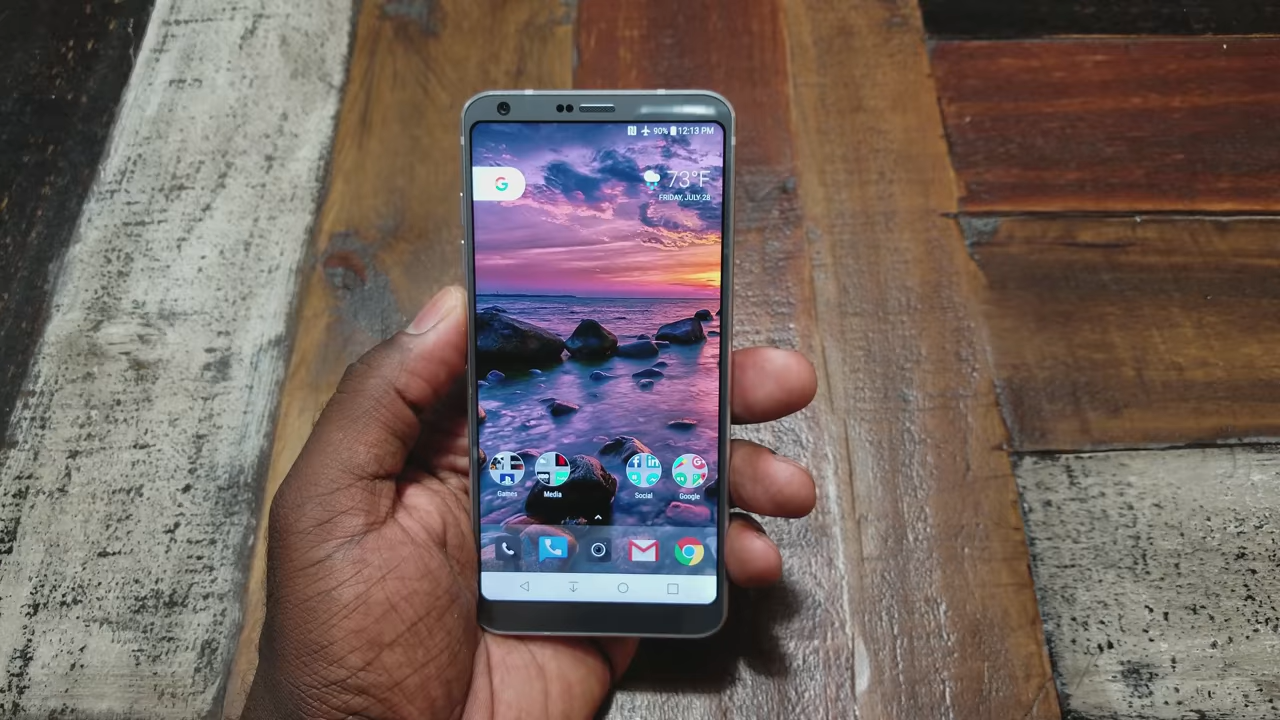 90% 12:13 PM
G
73°F
FRIDAY, JULY 28
Games
Media
Social
Google